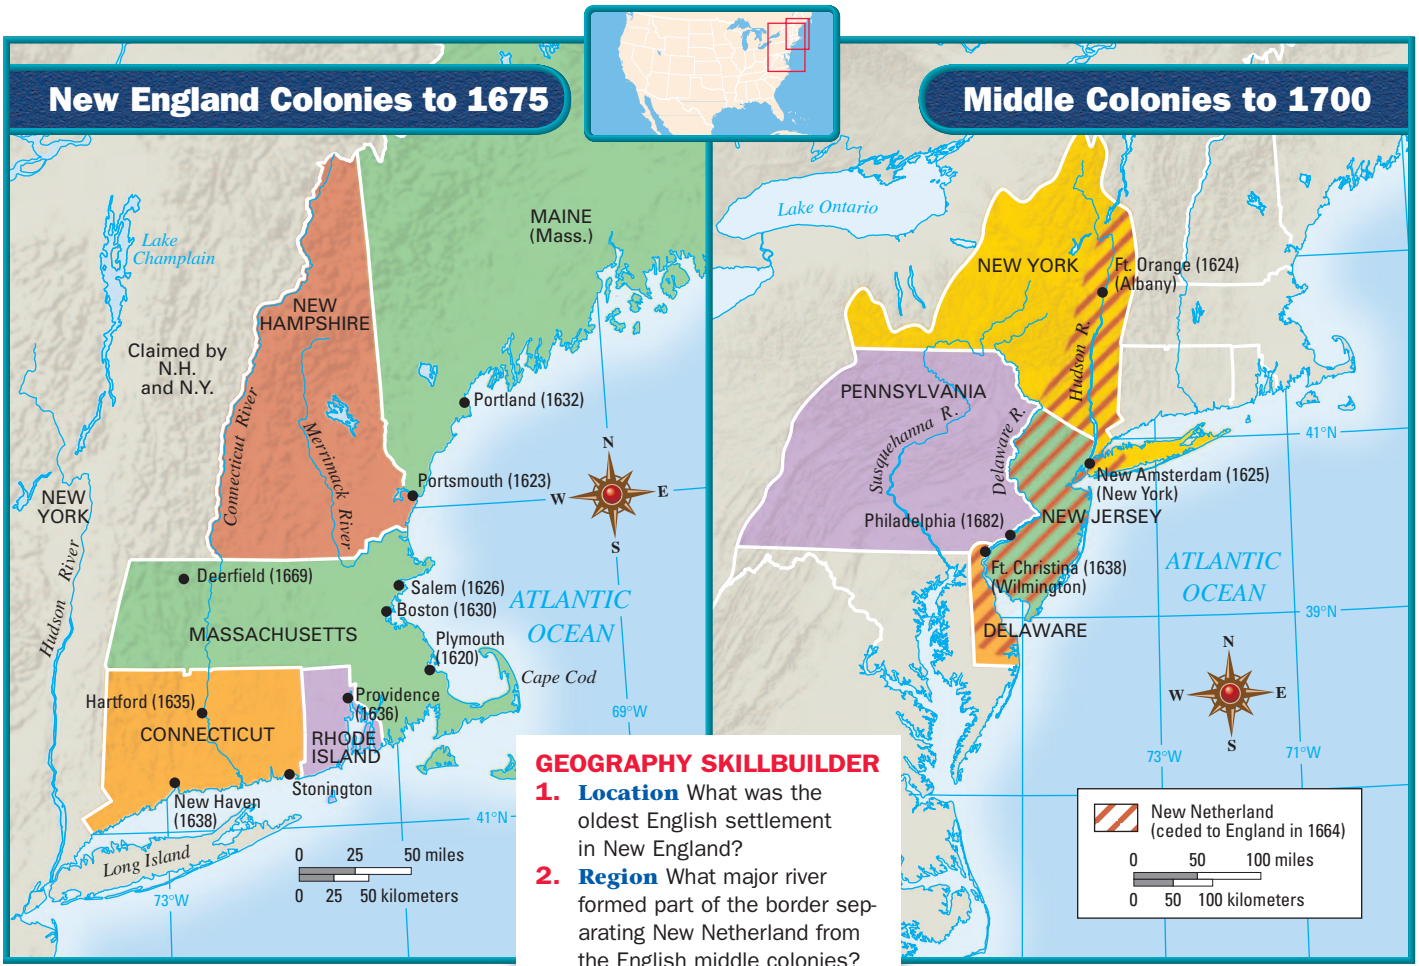 New England Colonies to 1675
MAINE
(Mass.)
Lake
Champlain
NEW
HAMPSHIRE
Claimed by
N.H.
and N.Y.
Connecticut River
Merrimack River
Portland (1632)
Portsmouth (1623)
NEW
YORK
Hudson River
N
W
E
S
Deerfield (1669)
Salem (1626)
Boston (1630)
ATLANTIC
OCEAN
MASSACHUSETTS
Plymouth
(1620)
Cape Cod
Hartford (1635)
Providence
(1636)
CONNECTICUT
RHODE
ISLAND
69°W
New Haven
(1638)
Stonington
41°N
Long Island
73°W
0 25 50 miles
0 25 50 kilometers
Middle Colonies to 1700
Lake Ontario
NEW YORK
Ft. Orange (1624)
(Albany)
Hudson R.
PENNSYLVANIA
Susquehanna R.
Delaware R.
41°N
New Amsterdam (1625)
(New York)
Philadelphia (1682)
NEW JERSEY
Ft. Christina (1638)
(Wilmington)
ATLANTIC
OCEAN
39°N
DELAWARE
N
W
E
S
73°W
71°W
New Netherland
(ceded to England in 1664)
0 50 100 miles
0 50 100 kilometers
GEOGRAPHY SKILLBUILDER
1. Location What was the
oldest English settlement
in New England?
2. Region What major river
formed part of the border sep-
arating New Netherland from
the English middle colonies?